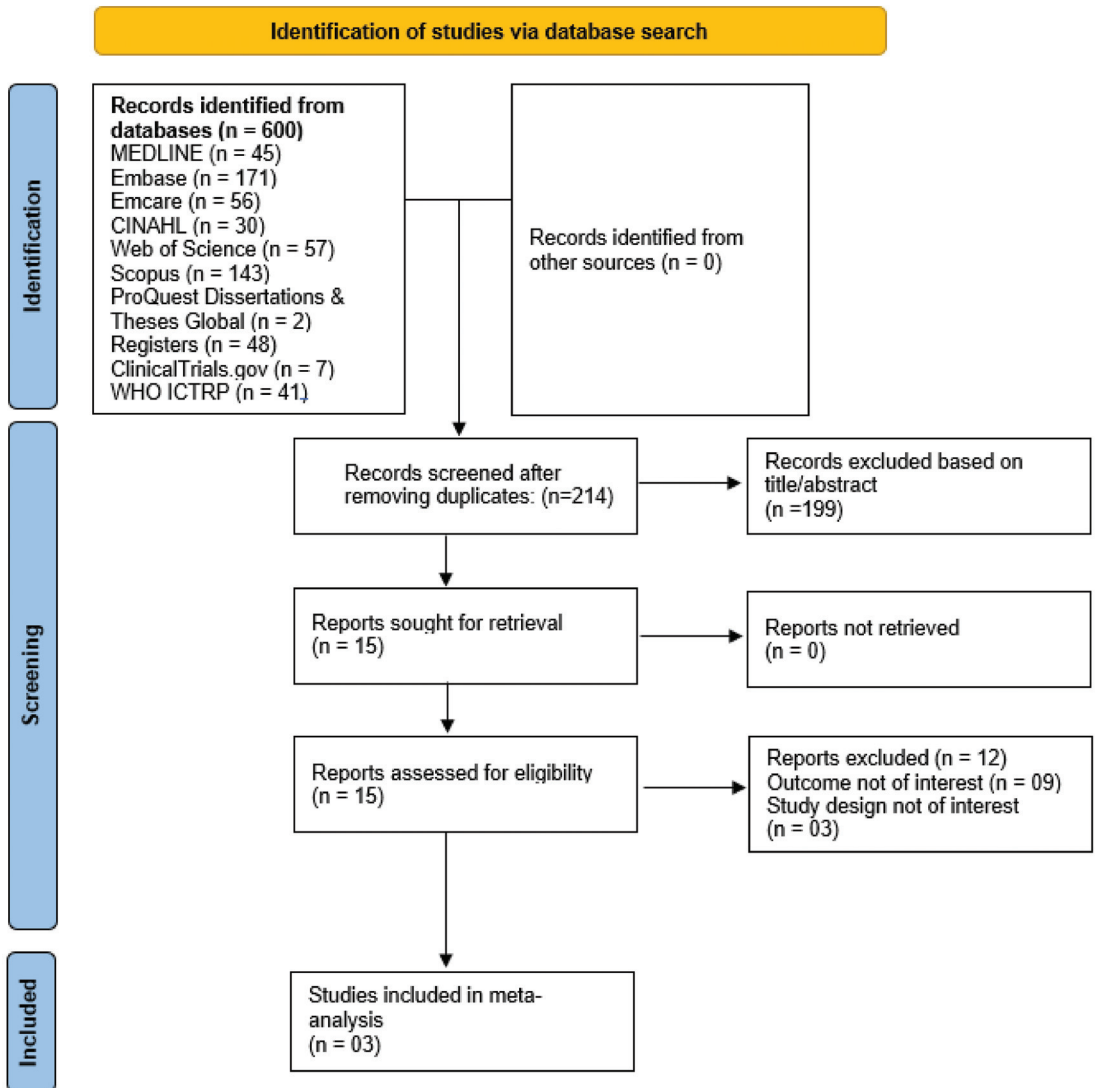 Identification of studies via database search
Identification
Records identified from
databases (n = 600)
MEDLINE (n = 45)
Embase (n = 171)
Emcare (n = 56)
CINAHL (n = 30)
Web of Science (n = 57)
Scopus (n = 143)
ProQuest Dissertations &
Theses Global (n = 2)
Registers (n = 48)
ClinicalTrials.gov (n = 7)
WHO ICTRP (n = 41)
Records identified from
other sources (n = 0)
Screening
Records screened after
removing duplicates: (n=214)
Records excluded based on
title/abstract
(n =199)
Reports sought for retrieval
(n = 15)
Reports not retrieved
(n = 0)
Reports assessed for eligibility
(n = 15)
Reports excluded (n = 12)
Outcome not of interest (n = 09)
Study design not of interest
(n = 03)
Included
Studies included in meta-
analysis
(n = 03)